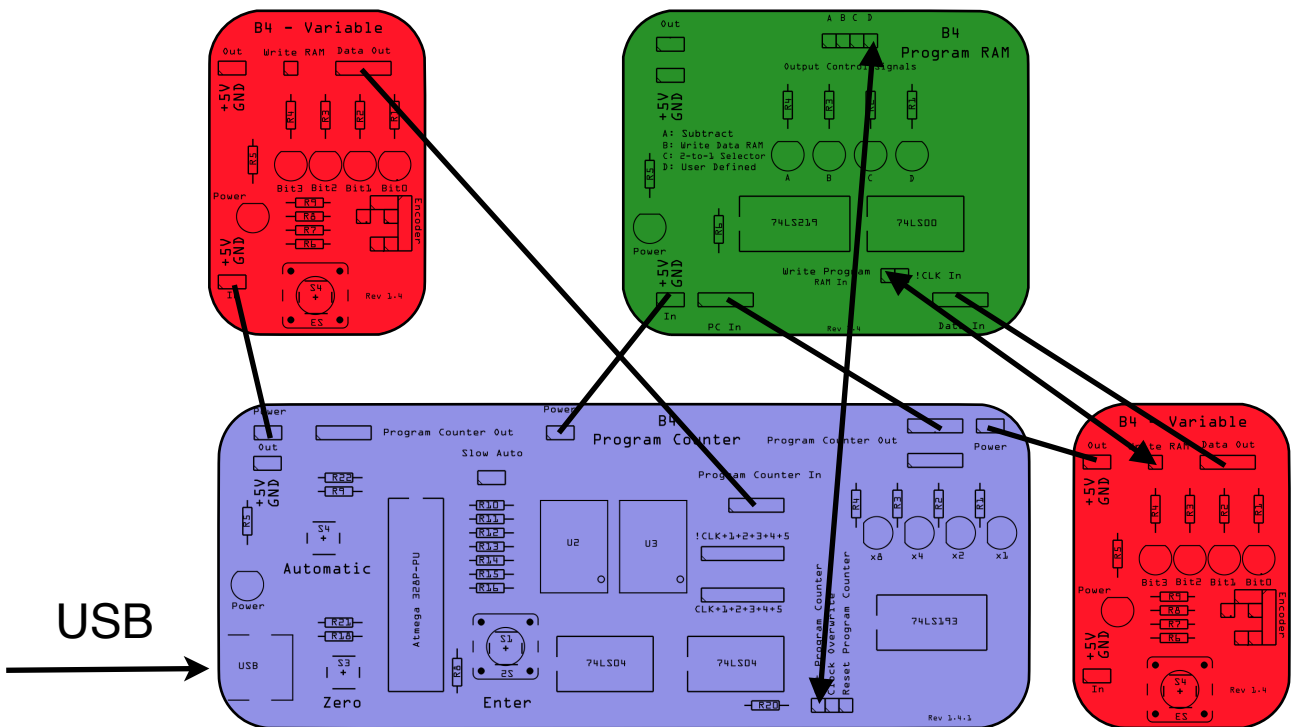 B4 - Variable
Out
Write RAM
Data Out
+5V
GND
R4
R3
R2
R1
R5
Bit3
Bit2
Bit1
Bit0
Power
R9
R8
R7
R6
Encoder
+5V
GND
In
S4
+
ES
Rev 1.4
Out
A B C D
B4
Program RAM
Output Control Signals
+5V
GND
R4
R3
R1
A: Subtract
B: Write Data RAM
C: 2-to-1 Selector
D: User Defined
R5
A
B
C
D
R6
74LS219
74LS00
Power
+5V
GND
Write Program
RAM In
!CLK In
In
PC In
Rev 1.4
Data In
Power
Out
Program Counter Out
Power
B4
Program Counter
Program Counter Out
Power
Slow Auto
Program Counter In
+5V
GND
R22
R9
R5
S4
+
Automatic
Power
R21
R18
USB
S3
+
Zero
Atmega 328P-PU
R10
R11
R12
R13
R14
R15
R16
U2
U3
!CLK+1+2+3+4+5
CLK+1+2+3+4+5
R4
R3
R2
R1
x8
x4
x2
x1
S1
+
S2
R8
Enter
74LS04
74LS04
R20
Program Counter
Clock Overwrite
Reset Program Counter
74LS193
Rev 1.4.1
USB
B4 - Variable
Out
Write RAM
Data Out
+5V
GND
R4
R3
R2
R1
R5
Bit3
Bit2
Bit1
Bit0
Power
R9
R8
R7
R6
Encoder
+5V
GND
In
S4
+
ES
Rev 1.4